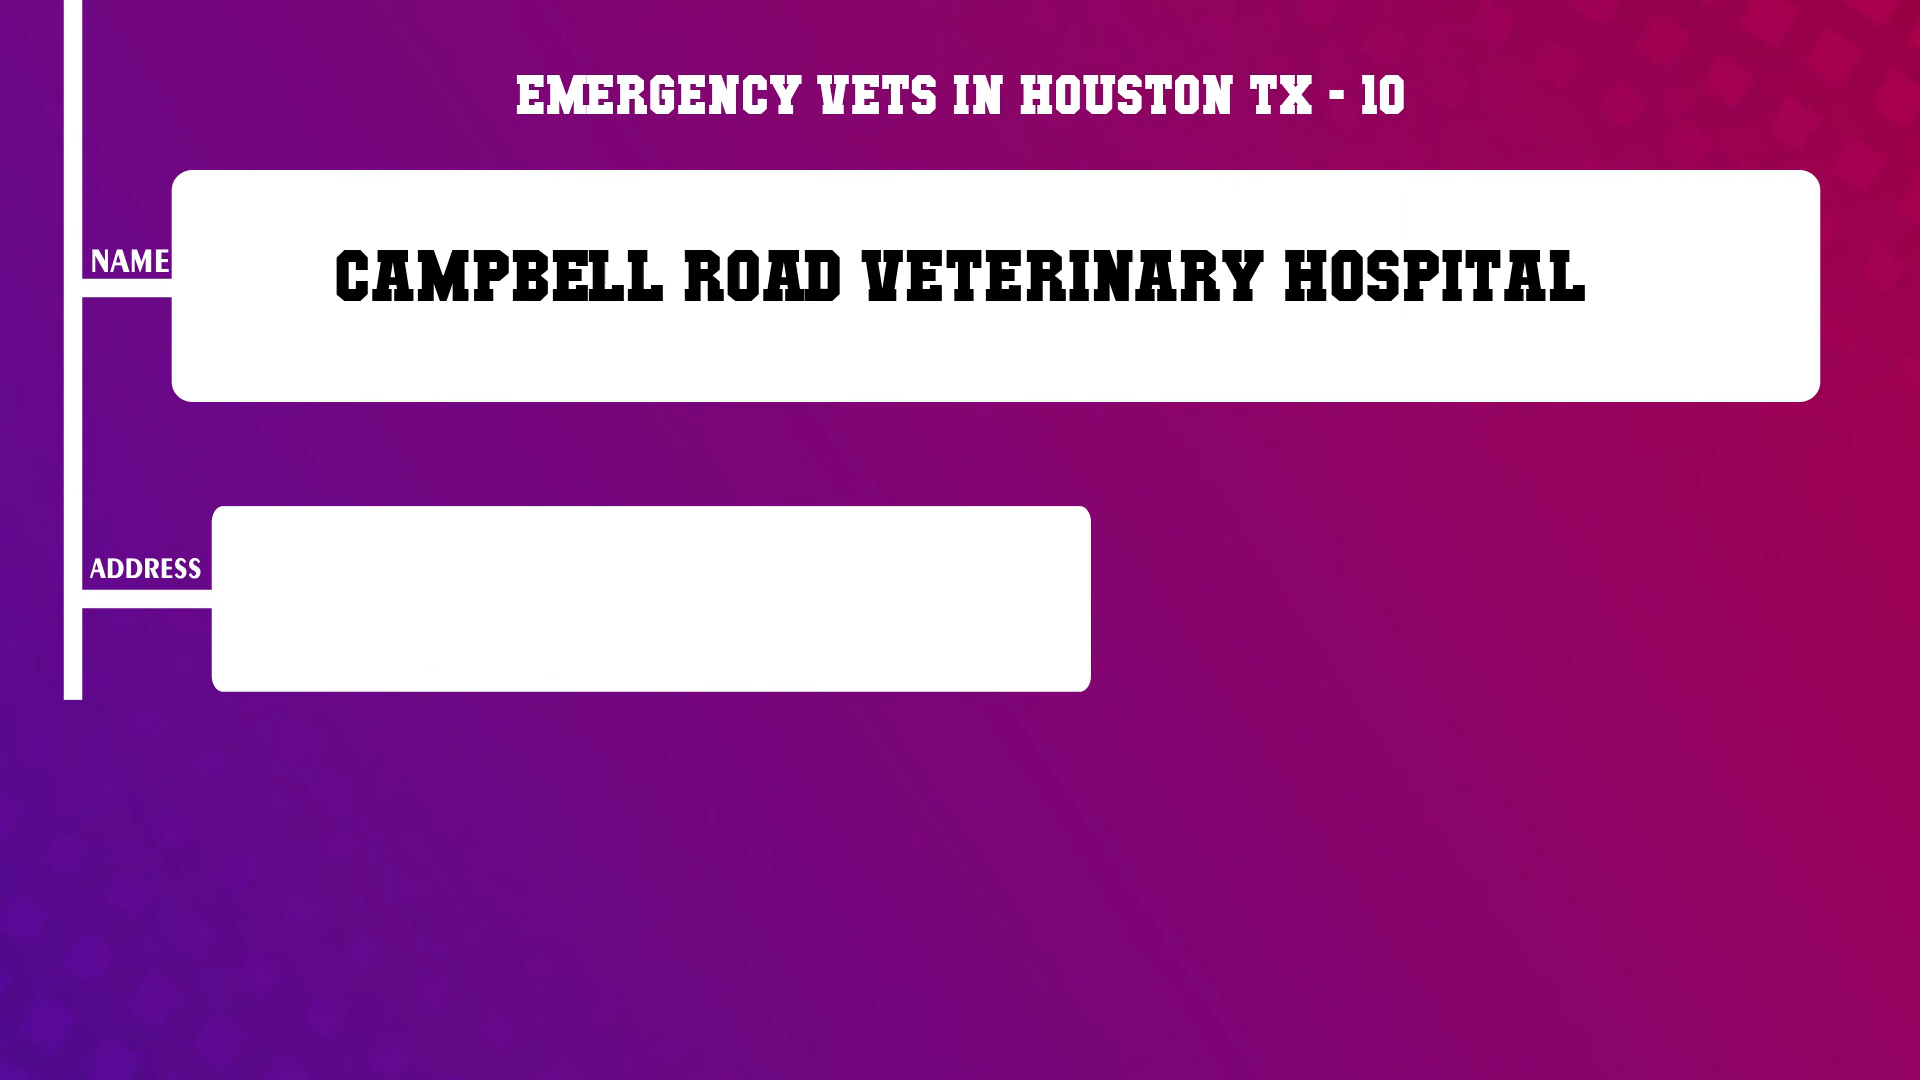 EMERGENCY VETS IN HOUSTON TX - 10
NAME
CAMPBELL ROAD VETERINARY HOSPITAL
ADDRESS